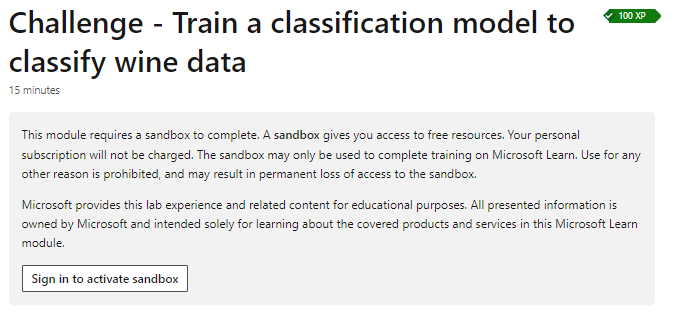 Challenge - Train a classification model to
100 XP
classify wine data
15 minutes
This module requires a sandbox to complete. A sandbox gives you access to free resources. Your personal
subscription will not be charged. The sandbox may only be used to complete training on Microsoft Learn. Use for any
other reason is prohibited, and may result in permanent loss of access to the sandbox.
Microsoft provides this lab experience and related content for educational purposes. All presented information is
owned by Microsoft and intended solely for learning about the covered products and services in this Microsoft Learn
module.
Sign in to activate sandbox